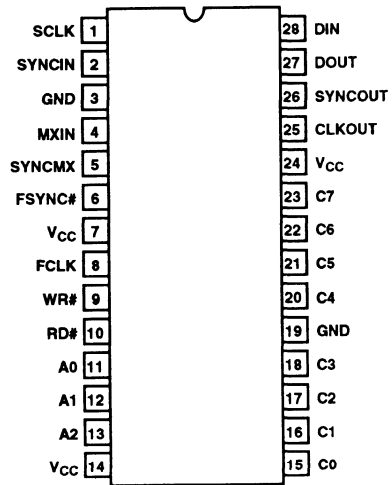 SCLK 1 28 DIN
SYNCIN 2 27 DOUT
GND 3 26 SYNCOUT
MXIN 4 25 CLKOUT
SYNCMX 5 24 VCC
FSYNC# 6 23 C7
VCC 7 22 C6
FCLK 8 21 C5
WR# 9 20 C4
RD# 10 19 GND
A0 11 18 C3
A1 12 17 C2
A2 13 16 C1
VCC 14 15 C0